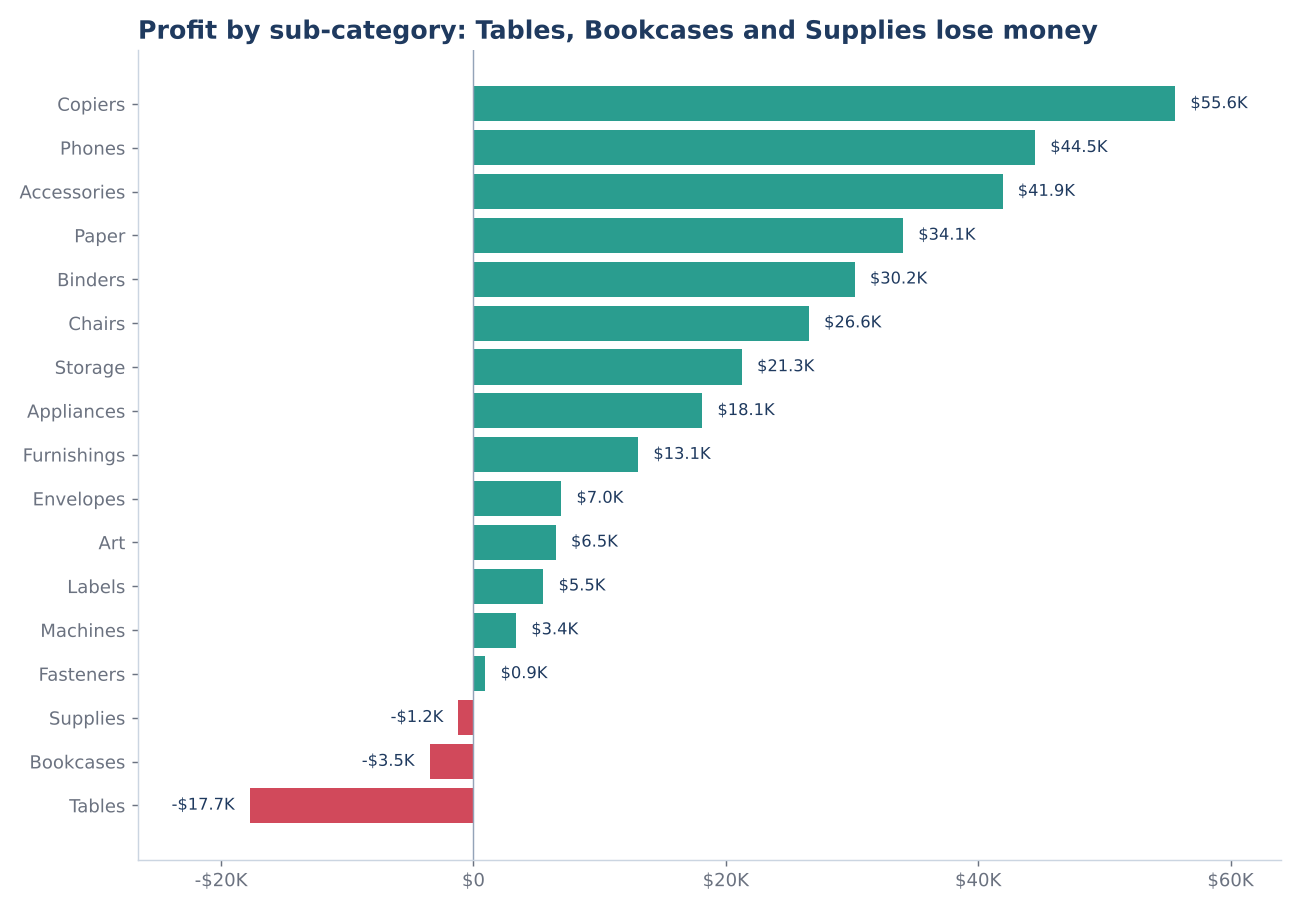 Profit by sub-category: Tables, Bookcases and Supplies lose money
Copiers $55.6K
Phones $44.5K
Accessories $41.9K
Paper $34.1K
Binders $30.2K
Chairs $26.6K
Storage $21.3K
Appliances $18.1K
Furnishings $13.1K
Envelopes $7.0K
Art $6.5K
Labels $5.5K
Machines $3.4K
Fasteners $0.9K
Supplies -$1.2K
Bookcases -$3.5K
Tables -$17.7K
-$20K $0 $20K $40K $60K